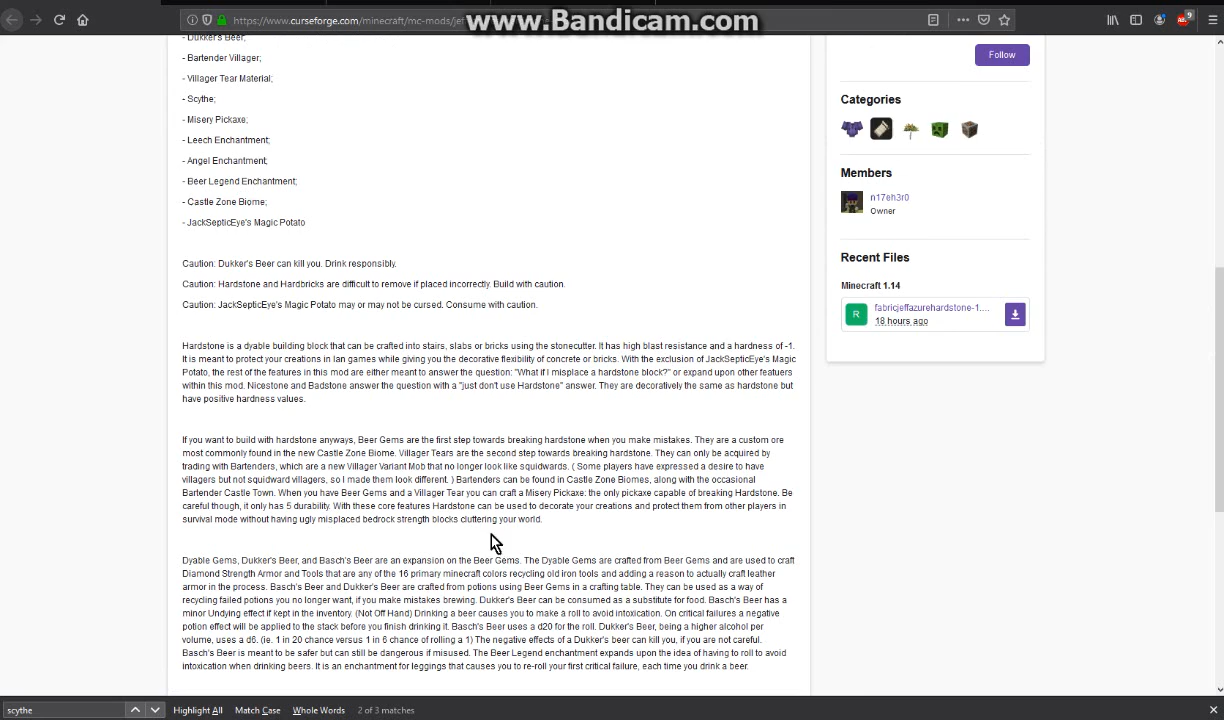 https://www.curseforge.com/minecraft/mc-mods/jef
www.Bandicam.com
9
- Dukker's Beer;
- Bartender Villager;
- Villager Tear Material;
- Scythe;
- Misery Pickaxe;
- Leech Enchantment;
- Angel Enchantment;
- Beer Legend Enchantment;
- Castle Zone Biome;
- JackSepticEye's Magic Potato
Caution: Dukker's Beer can kill you. Drink responsibly.
Caution: Hardstone and Hardbricks are difficult to remove if placed incorrectly. Build with caution.
Caution: JackSepticEye's Magic Potato may or may not be cursed. Consume with caution.
Hardstone is a dyable building block that can be crafted into stairs, slabs or bricks using the stonecutter. It has high blast resistance and a hardness of -1.
It is meant to protect your creations in lan games while giving you the decorative flexibility of concrete or bricks. With the exclusion of JackSepticEye's Magic
Potato, the rest of the features in this mod are either meant to answer the question: "What if I misplace a hardstone block?" or expand upon other featuers
within this mod. Nicestone and Badstone answer the question with a "just don't use Hardstone" answer. They are decoratively the same as hardstone but
have positive hardness values.
If you want to build with hardstone anyways, Beer Gems are the first step towards breaking hardstone when you make mistakes. They are a custom ore
most commonly found in the new Castle Zone Biome. Villager Tears are the second step towards breaking hardstone. They can only be acquired by
trading with Bartenders, which are a new Villager Variant Mob that no longer look like squidwards. ( Some players have expressed a desire to have
villagers but not squidward villagers, so I made them look different. ) Bartenders can be found in Castle Zone Biomes, along with the occasional
Bartender Castle Town. When you have Beer Gems and a Villager Tear you can craft a Misery Pickaxe: the only pickaxe capable of breaking Hardstone. Be
careful though, it only has 5 durability. With these core features Hardstone can be used to decorate your creations and protect them from other players in
survival mode without having ugly misplaced bedrock strength blocks cluttering your world.
Dyable Gems, Dukker's Beer, and Basch's Beer are an expansion on the Beer Gems. The Dyable Gems are crafted from Beer Gems and are used to craft
Diamond Strength Armor and Tools that are any of the 16 primary minecraft colors recycling old iron tools and adding a reason to actually craft leather
armor in the process. Basch's Beer and Dukker's Beer are crafted from potions using Beer Gems in a crafting table. They can be used as a way of
recycling failed potions you no longer want, if you make mistakes brewing. Dukker's Beer can be consumed as a substitute for food. Basch's Beer has a
minor Undying effect if kept in the inventory. (Not Off Hand) Drinking a beer causes you to make a roll to avoid intoxication. On critical failures a negative
potion effect will be applied to the stack before you finish drinking it. Basch's Beer uses a d20 for the roll. Dukker's Beer, being a higher alcohol per
volume, uses a d6. (ie. 1 in 20 chance versus 1 in 6 chance of rolling a 1) The negative effects of a Dukker's beer can kill you, if you are not careful.
Basch's Beer is meant to be safer but can still be dangerous if misused. The Beer Legend enchantment expands upon the idea of having to roll to avoid
intoxication when drinking beers. It is an enchantment for leggings that causes you to re-roll your first critical failure, each time you drink a beer.
Follow
Categories
Members
n17eh3r0
Owner
Recent Files
Minecraft 1.14
R
fabricjeffazurehardstone-1....
18 hours ago
scythe
Highlight All
Match Case
Whole Words
2 of 3 matches